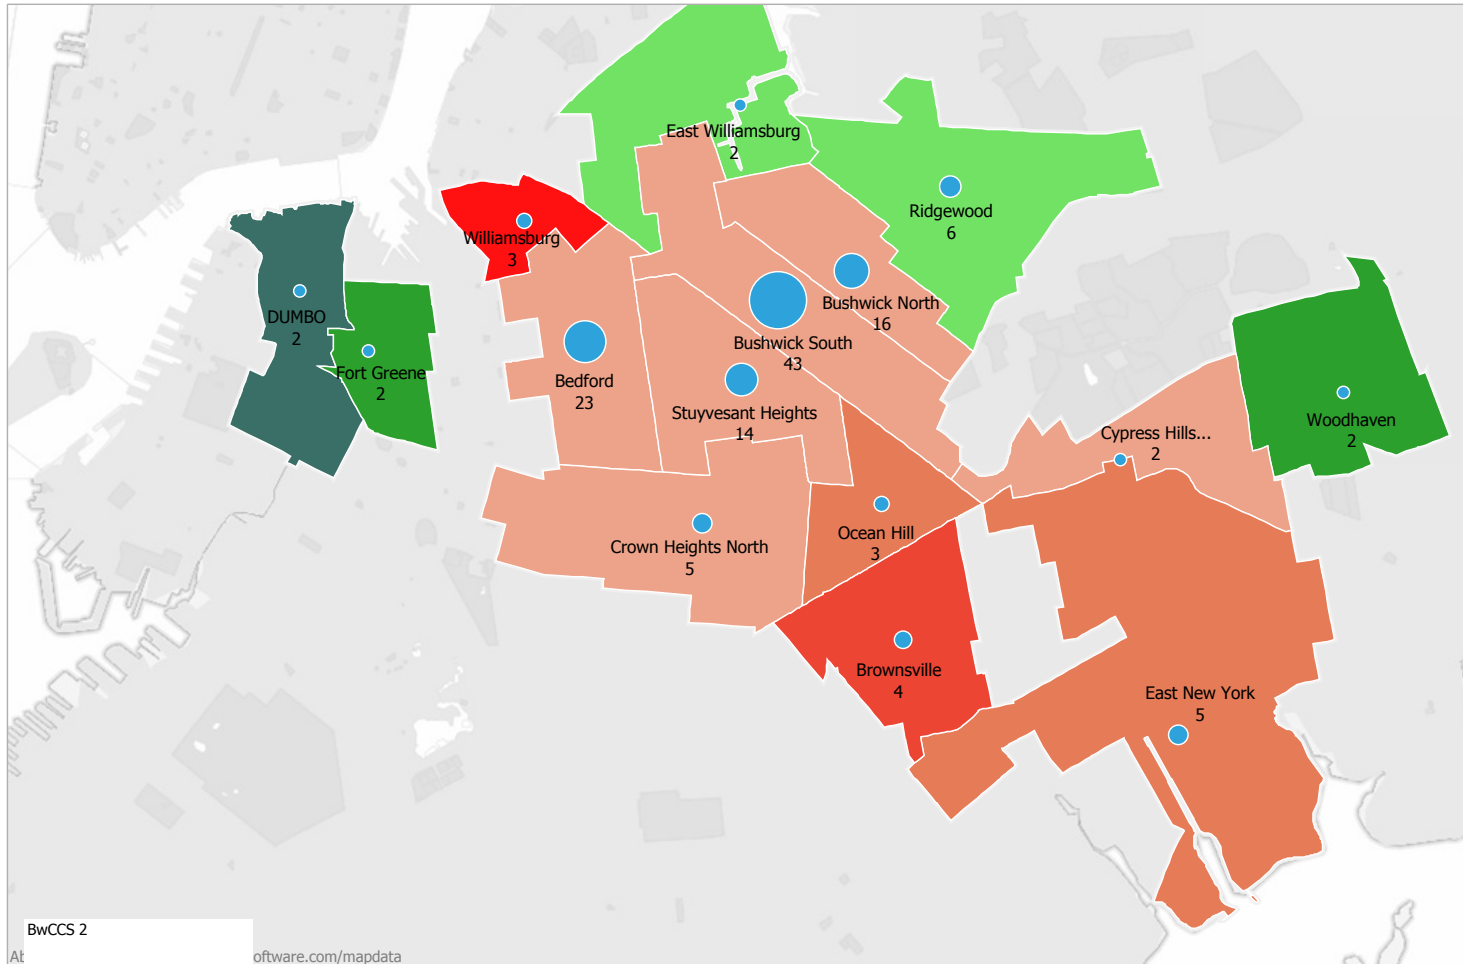 East Williamsburg
2
Ridgewood
6
Williamsburg
3
DUMBO
2
Bushwick North
16
Bushwick South
43
Fort Greene
2
Bedford
23
Stuyvesant Heights
14
Cypress Hills...
2
Woodhaven
2
Ocean Hill
3
Crown Heights North
5
Brownsville
4
East New York
5
BwCCS 2
oftware.com/mapdata